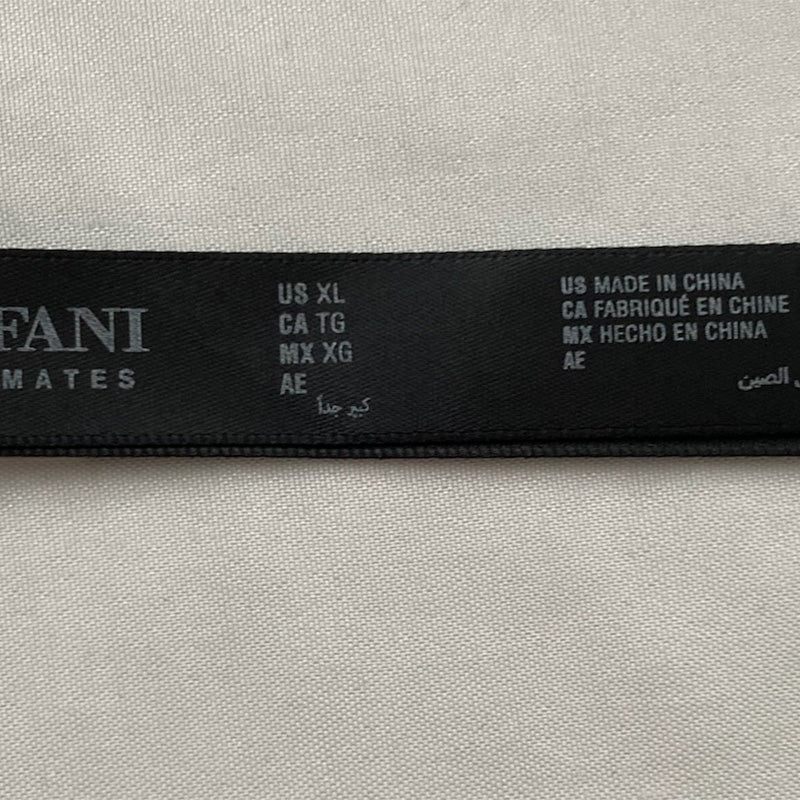 FANI
MATES
US XL
CA TG
MX XG
AE
كبير جداً
US MADE IN CHINA
CA FABRIQUÉ EN CHINE
MX HECHO EN CHINA
AE
الصين